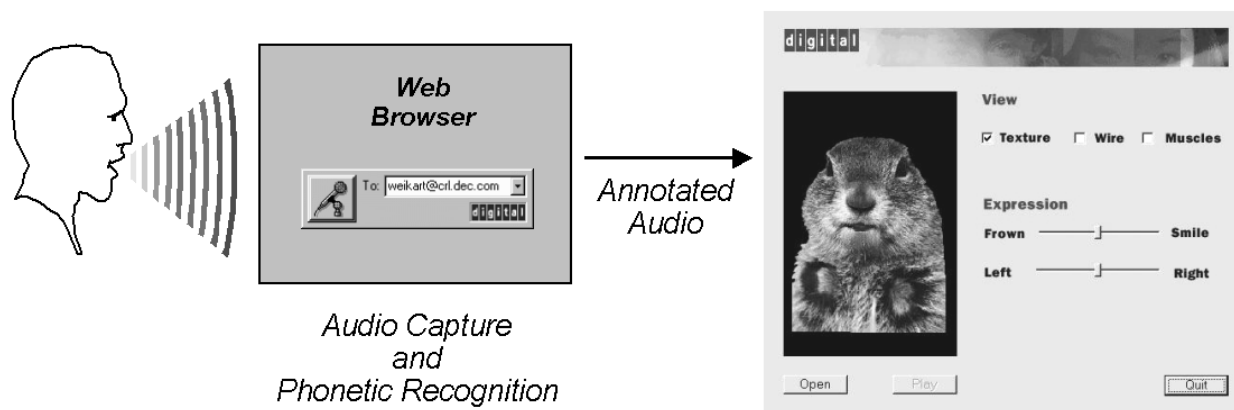 Web
Browser
To: weikart@crl.dec.com
digital
Audio Capture
and
Phonetic Recognition
Annotated
Audio
digital
View
Texture Wire Muscles
Expression
Frown Smile
Left Right
Open Play Quit